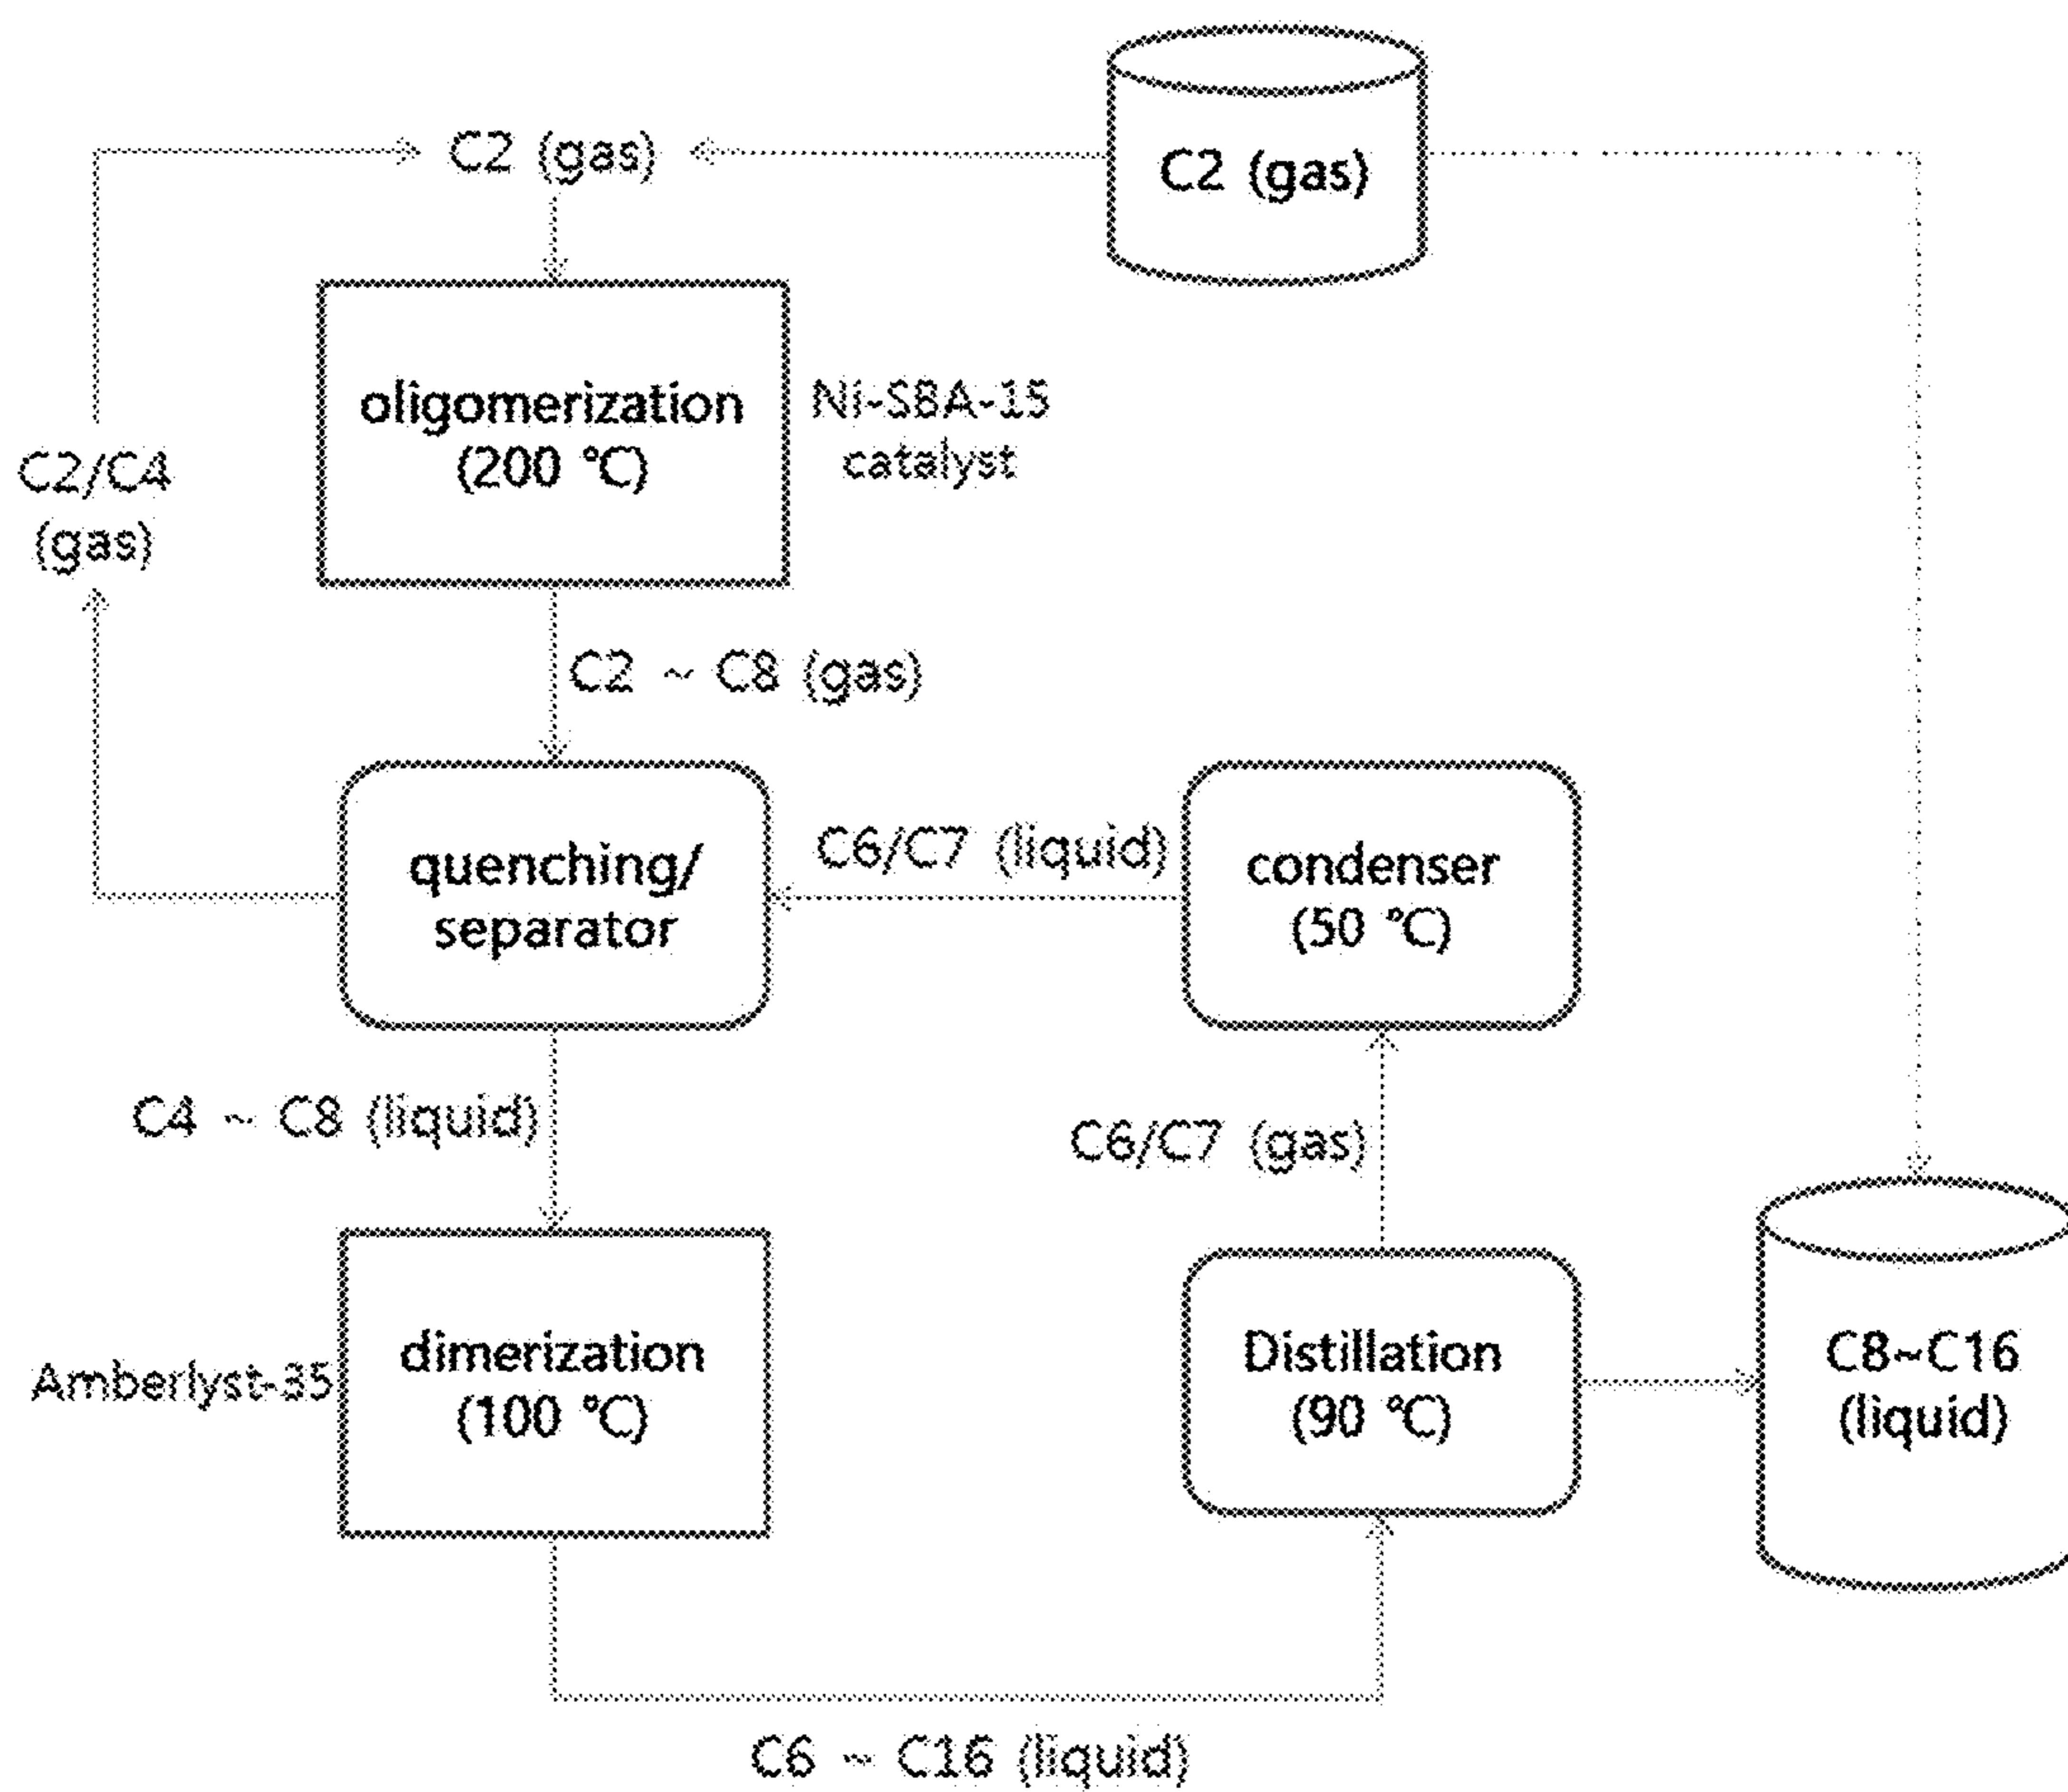 C2 (gas)
C2 (gas)
oligomerization
(200 ℃)
Ni-SBA-15
catalyst
C2/C4
(gas)
C2 ~ C8 (gas)
quenching/
separator
C6/C7 (liquid)
condenser
(50 ℃)
C4 ~ C8 (liquid)
C6/C7 (gas)
Amberlyst-35
dimerization
(100 ℃)
Distillation
(90 ℃)
C8~C16
(liquid)
C6 ~ C16 (liquid)